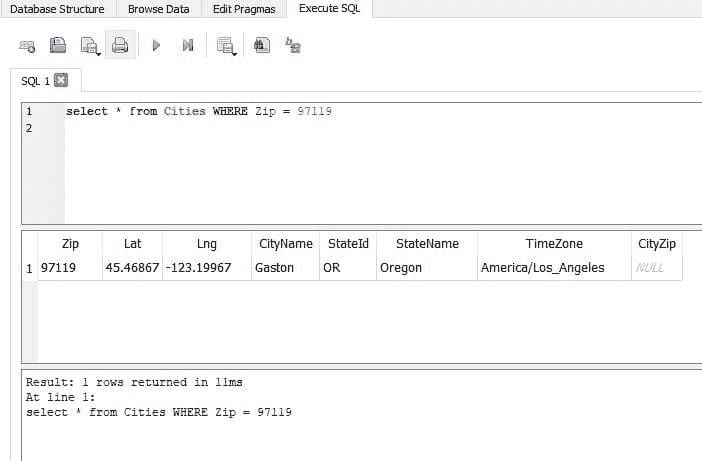 Database Structure Browse Data Edit Pragmas Execute SQL
SQL 1
1 select * from Cities WHERE Zip = 97119
2
Zip Lat Lng CityName StateId StateName TimeZone CityZip
1 97119 45.46867 -123.19967 Gaston OR Oregon America/Los_Angeles NULL
Result: 1 rows returned in 11ms
At line 1:
select * from Cities WHERE Zip = 97119